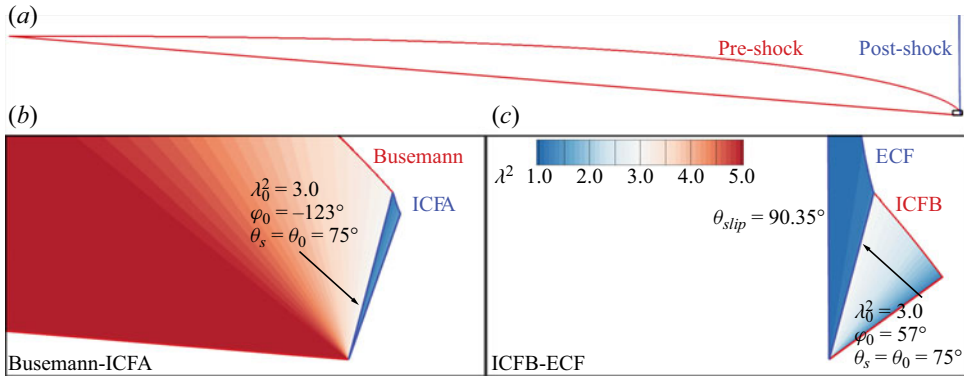 (a)
Pre-shock
Post-shock
(b)
Busemann
ICFA
λ₀² = 3.0
φ₀ = –123°
θₛ = θ₀ = 75°
Busemann-ICFA
(c)
λ² 1.0 2.0 3.0 4.0 5.0
ECF
ICFB
θ_slip = 90.35°
λ₀² = 3.0
φ₀ = 57°
θₛ = θ₀ = 75°
ICFB-ECF